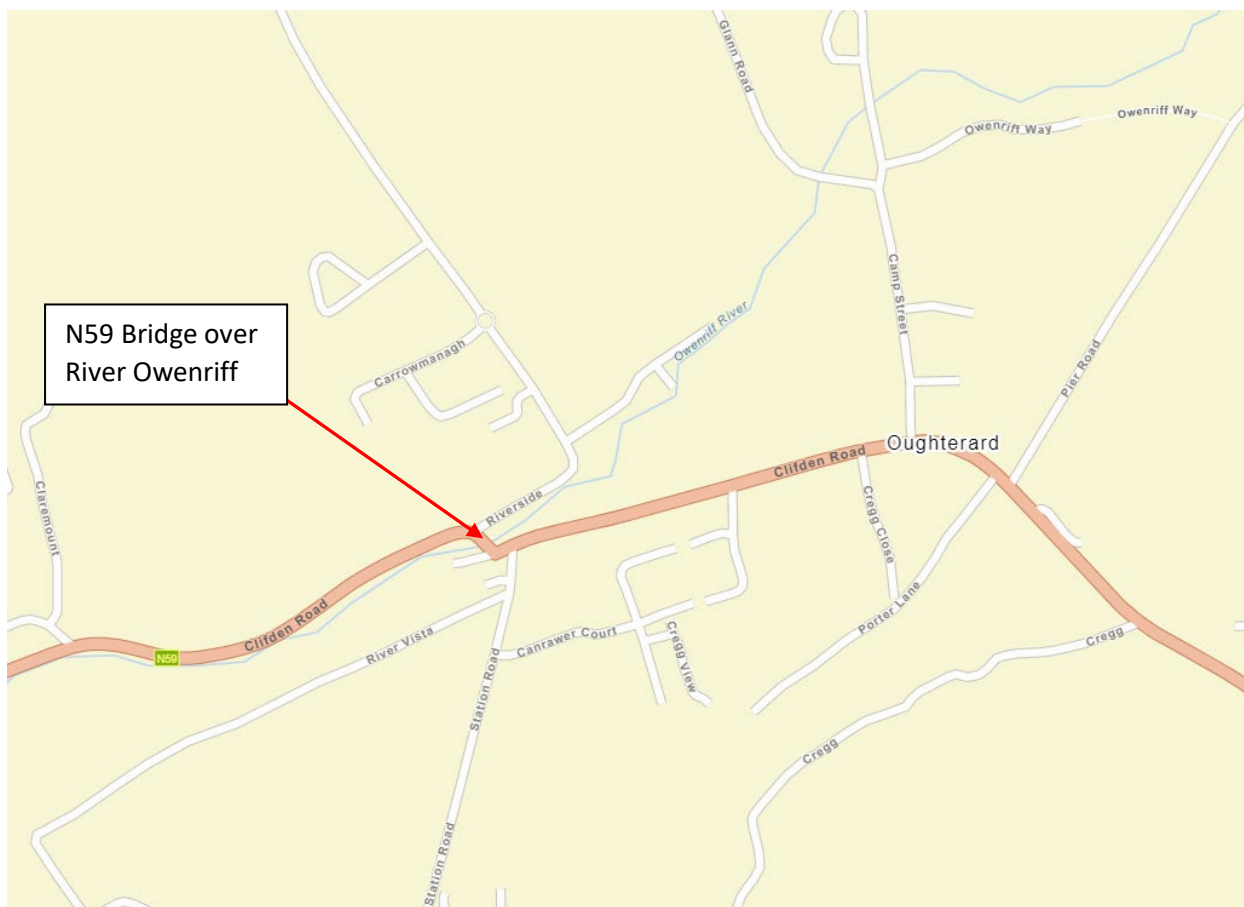 Glann Road
Owenriff Way
Owenriff Way
Camp Street
Pier Road
N59 Bridge over
River Owenriff
Owenriff River
Carrowmanagh
Oughterard
Clifden Road
Claremount
Riverside
Cregg Close
Clifden Road
N59
River Vista
Station Road
Canrawer Court
Cregg View
Porter Lane
Cregg
Cregg
Station Road